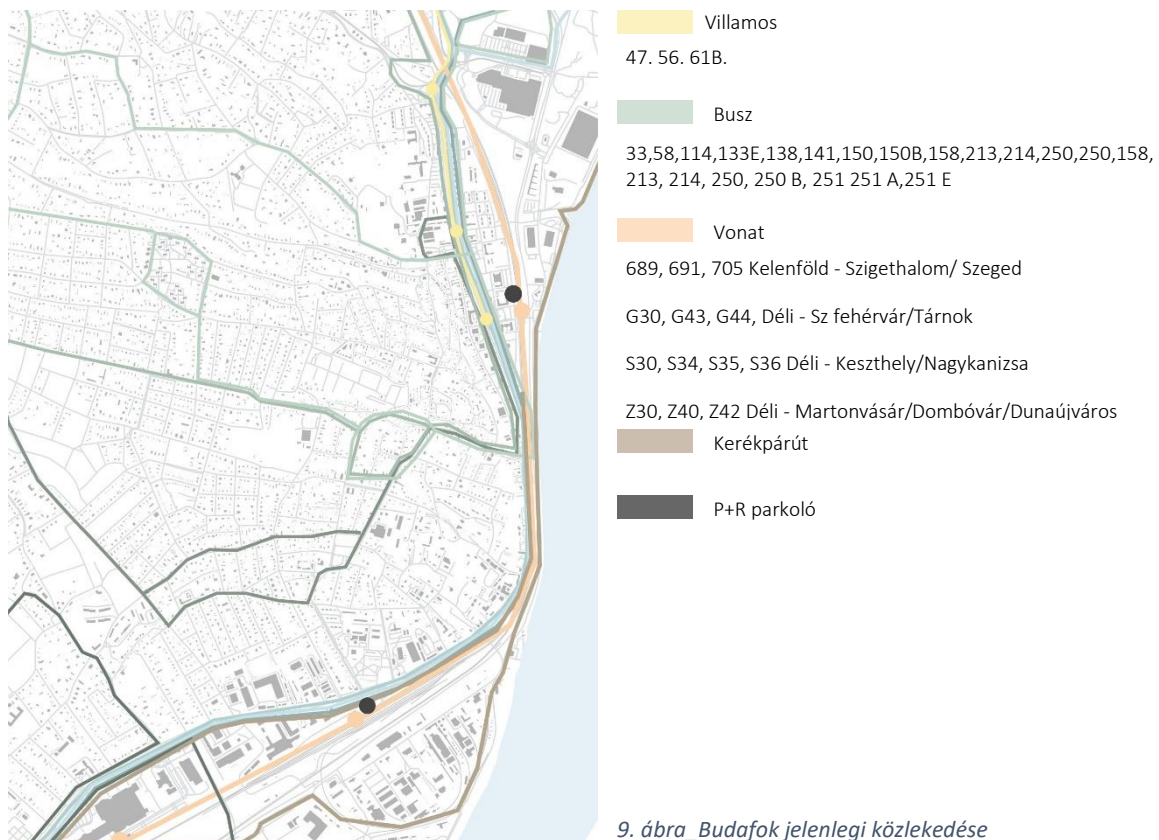 Villamos
47. 56. 61B.
Busz
33,58,114,133E,138,141,150,150B,158,213,214,250,250,158,
213, 214, 250, 250 B, 251 251 A,251 E
Vonat
689, 691, 705 Kelenföld - Szigethalom/ Szeged
G30, G43, G44, Déli - Sz fehérvár/Tárnok
S30, S34, S35, S36 Déli - Keszthely/Nagykanizsa
Z30, Z40, Z42 Déli - Martonvásár/Dombóvár/Dunaújváros
Kerékpárút
P+R parkoló
9. ábra Budafok jelenlegi közlekedése